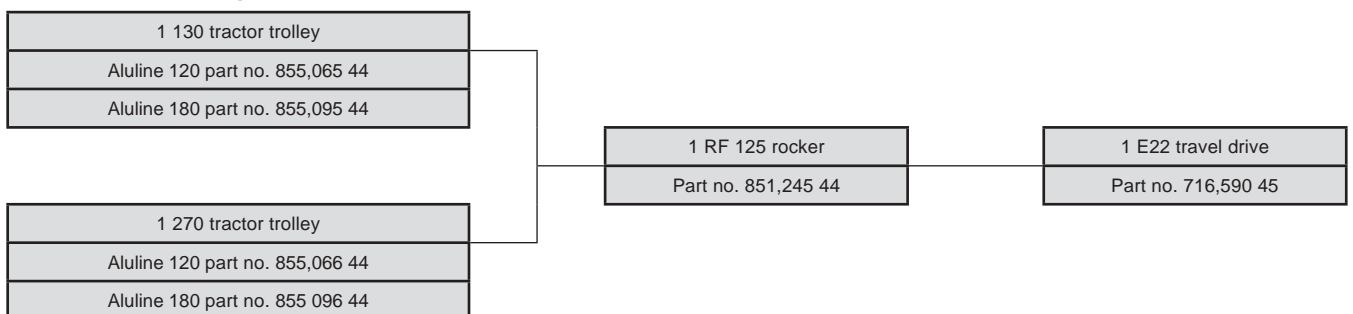 1 130 tractor trolley
Aluline 120 part no. 855,065 44
Aluline 180 part no. 855,095 44
1 RF 125 rocker
Part no. 851,245 44
1 E22 travel drive
Part no. 716,590 45
1 270 tractor trolley
Aluline 120 part no. 855,066 44
Aluline 180 part no. 855 096 44